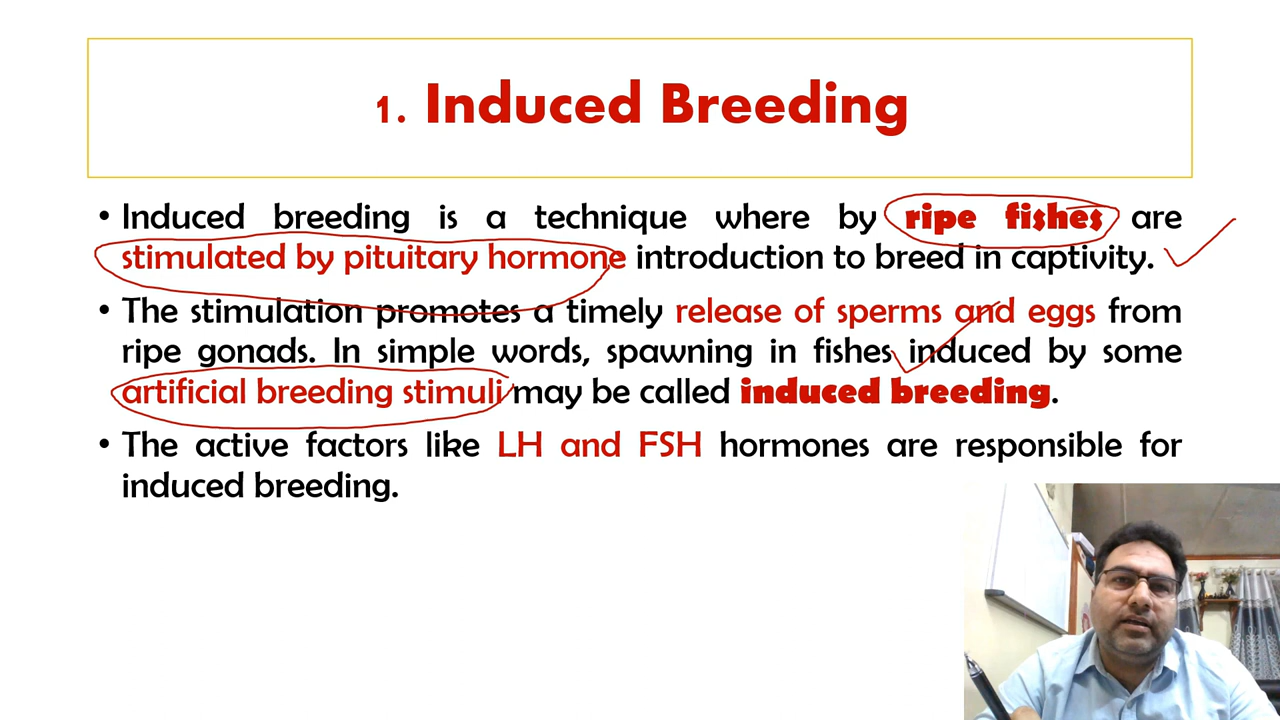 1. Induced Breeding
• Induced breeding is a technique where by ripe fishes are
stimulated by pituitary hormone introduction to breed in captivity.
• The stimulation promotes a timely release of sperms and eggs from
ripe gonads. In simple words, spawning in fishes induced by some
artificial breeding stimuli may be called induced breeding.
• The active factors like LH and FSH hormones are responsible for
induced breeding.